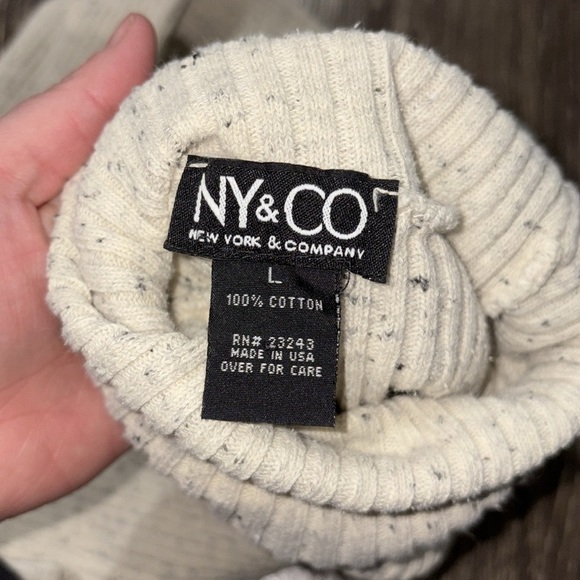 NY&CO
NEW YORK & COMPANY
L
100% COTTON
RN# 23243
MADE IN USA
OVER FOR CARE